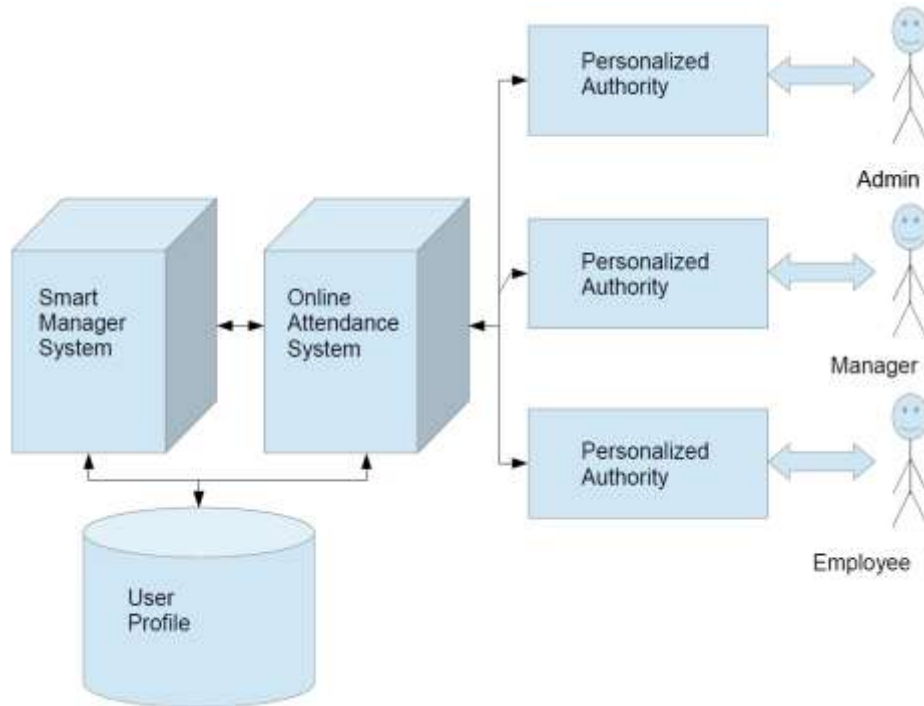 Personalized
Authority
Admin
Personalized
Authority
Manager
Personalized
Authority
Employee
Smart
Manager
System
Online
Attendance
System
User
Profile